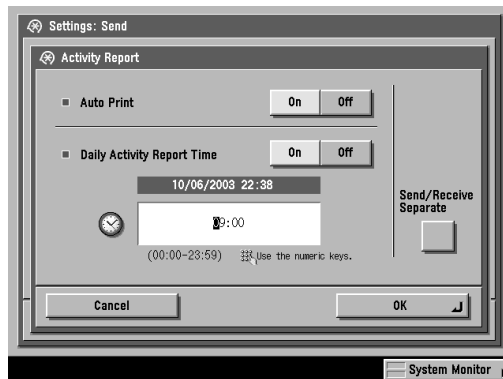 Settings: Send
Activity Report
Auto Print
On
Off
Daily Activity Report Time
On
Off
10/06/2003 22:38
09:00
(00:00-23:59)
Use the numeric keys.
Send/Receive
Separate
Cancel
OK
System Monitor